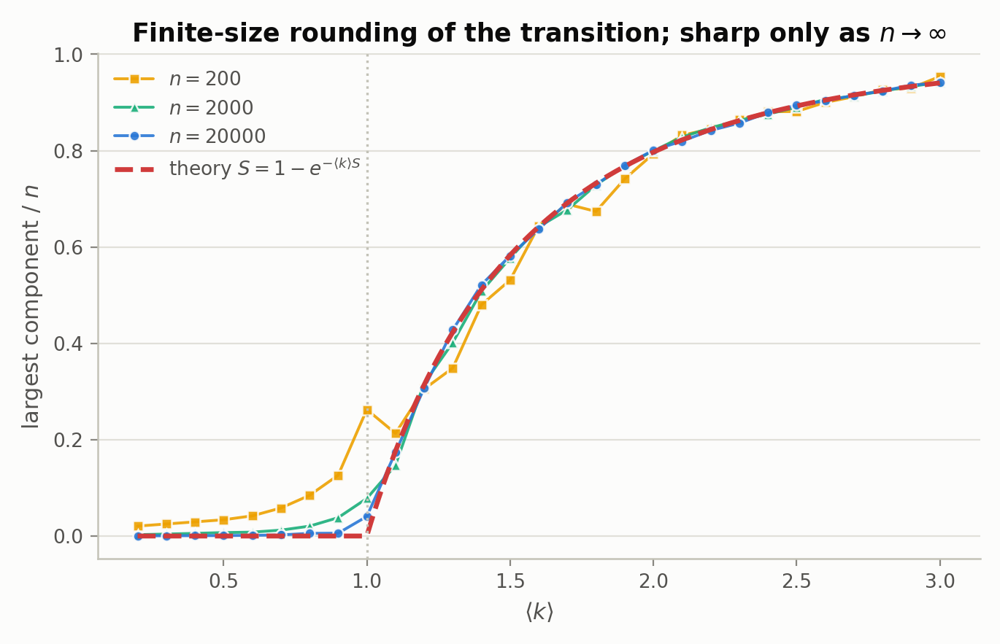 Finite-size rounding of the transition; sharp only as n → ∞
n = 200
n = 2000
n = 20000
theory S = 1 − e^{−⟨k⟩S}
largest component / n
1.0
0.8
0.6
0.4
0.2
0.0
0.5
1.0
1.5
2.0
2.5
3.0
⟨k⟩